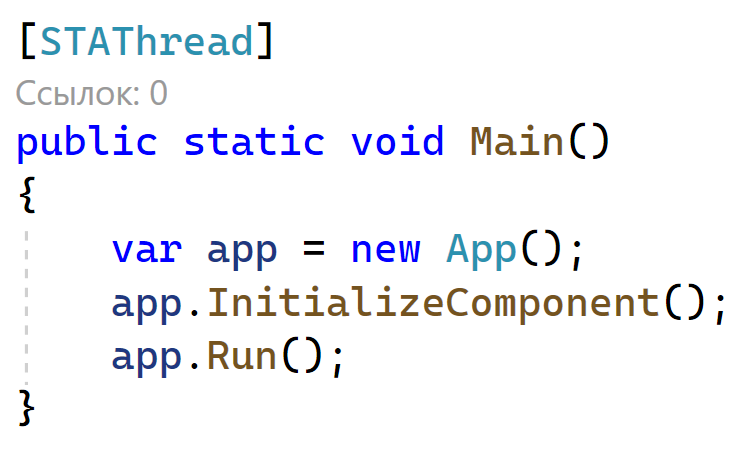 [STAThread]
Ссылок: 0
public static void Main()
{
    var app = new App();
    app.InitializeComponent();
    app.Run();
}